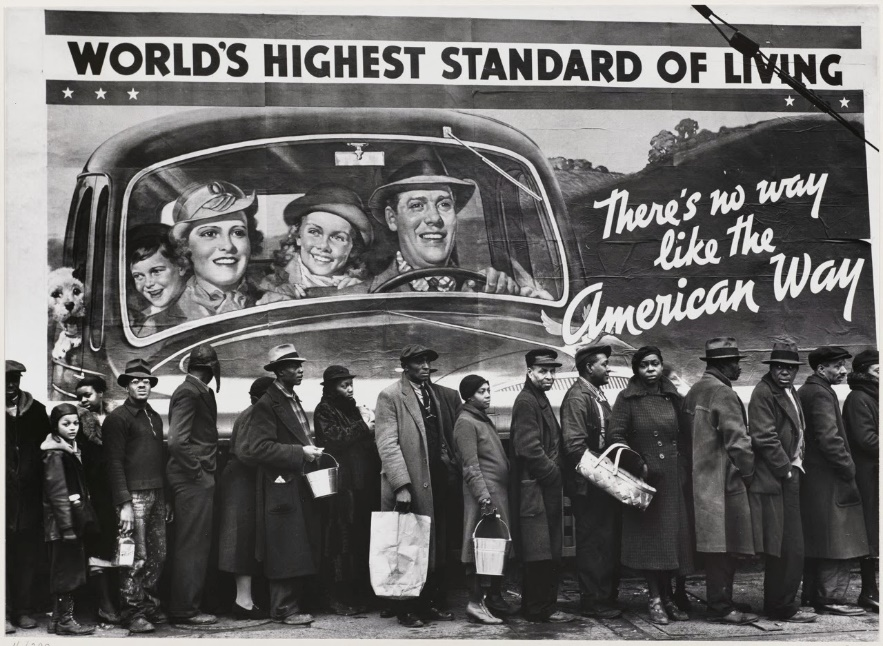 WORLD'S HIGHEST STANDARD OF LIVING
There's no way
like the
American Way